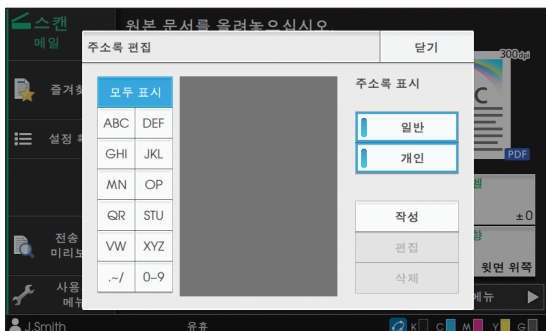 스캔
메일
원본 문서를 올려놓으십시오.
주소록 편집
닫기
300dpi
즐겨찾
설정
전송
미리보
사용
메뉴
모두 표시
ABC DEF
GHI JKL
MN OP
QR STU
VW XYZ
.~/ 0-9
주소록 표시
일반
개인
작성
편집
삭제
C
PDF
벨
±0
향
윗면 위쪽
메뉴
J.Smith
유휴
K C M Y G